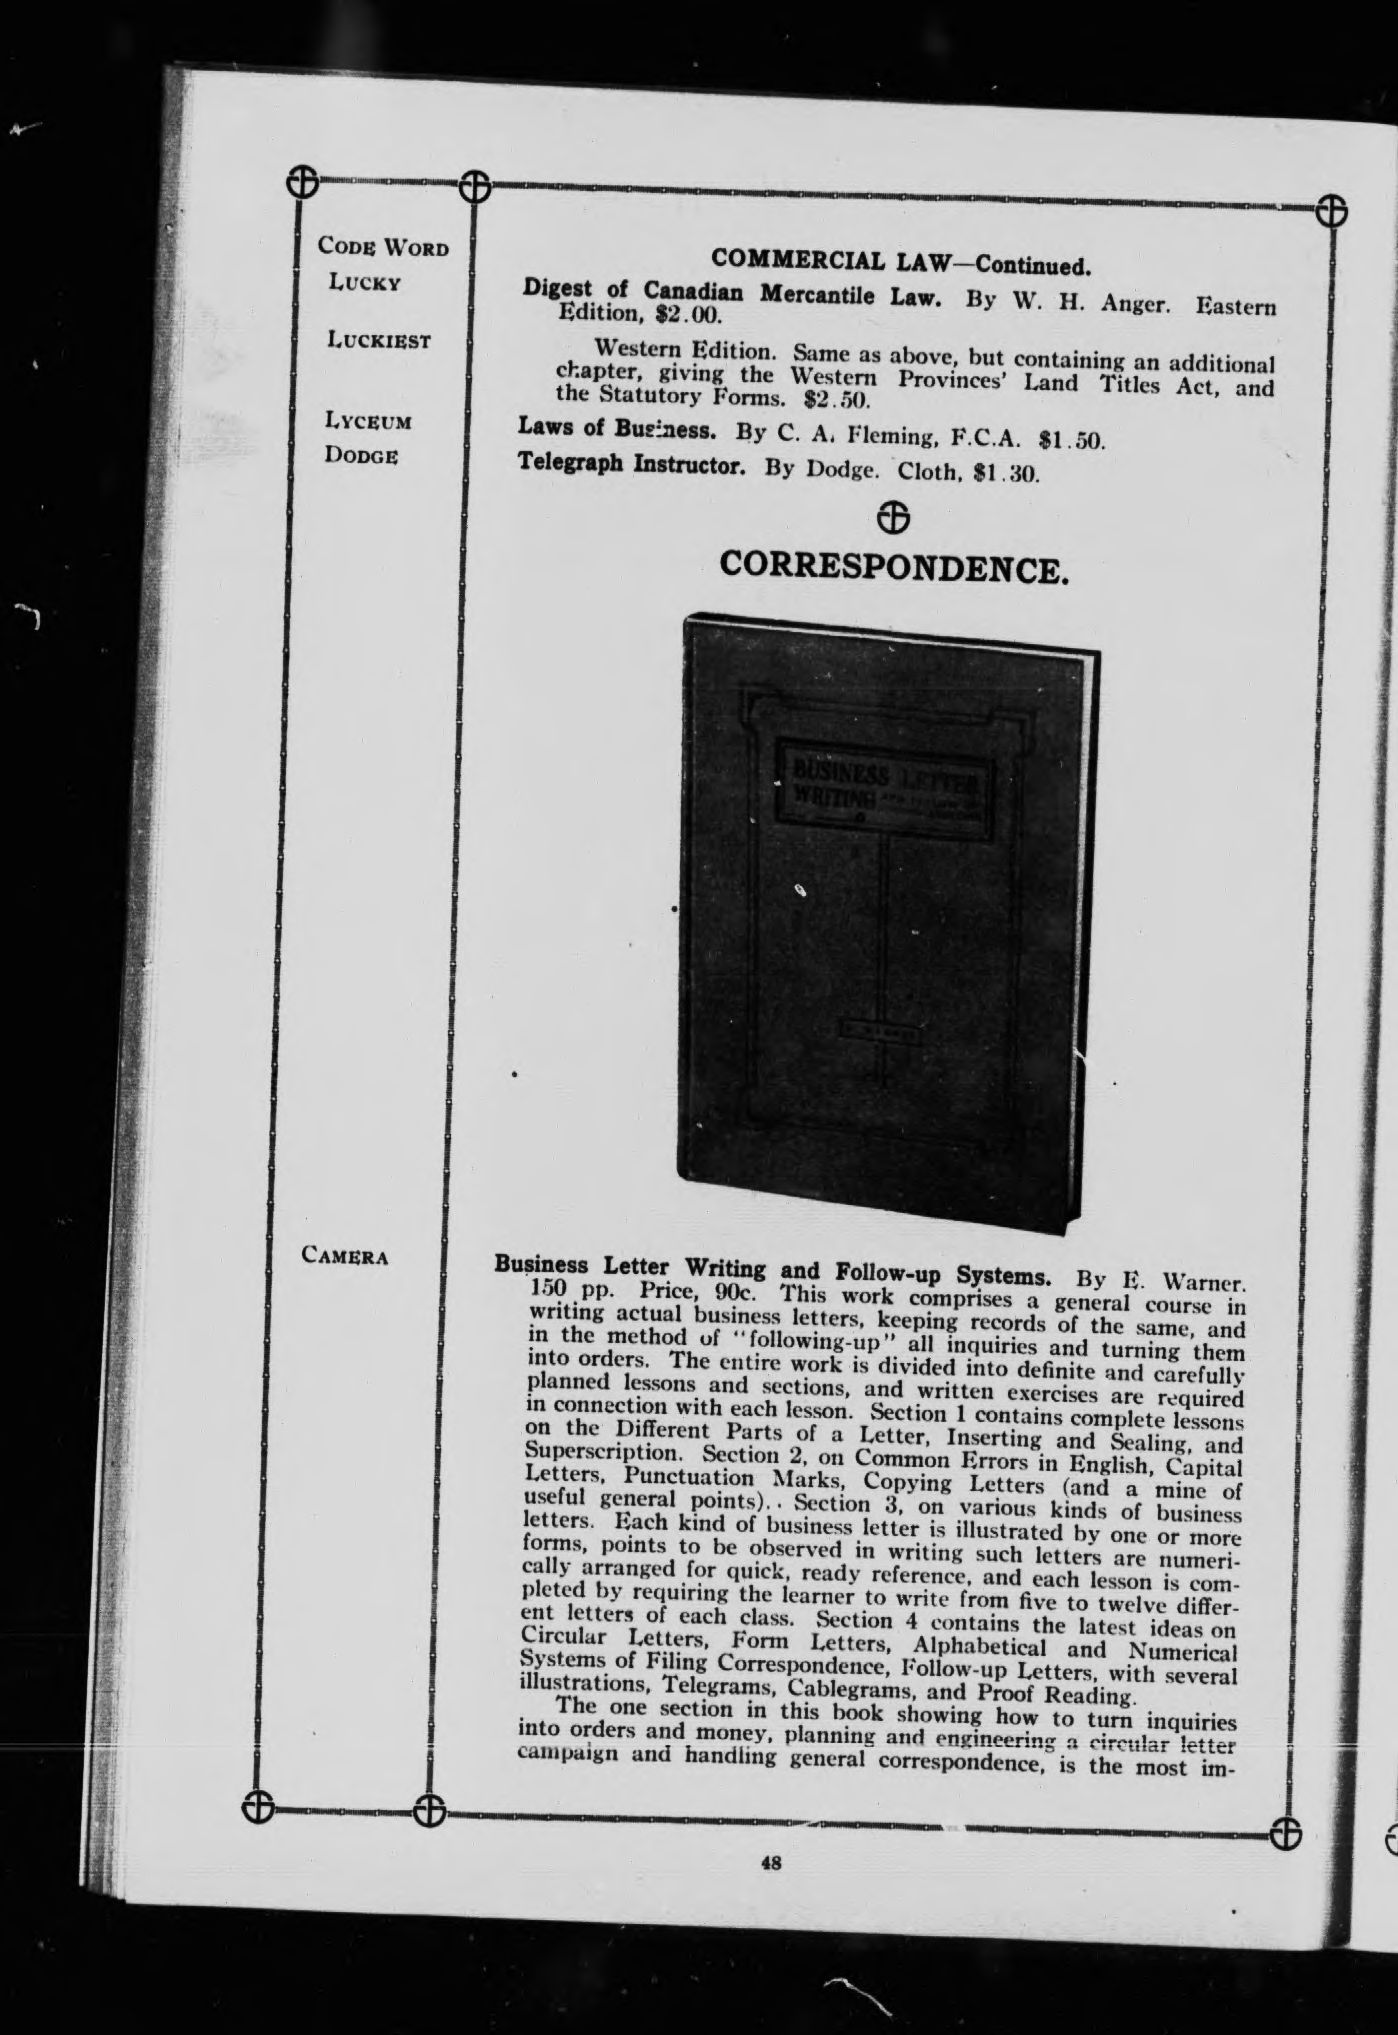 CODE WORD
COMMERCIAL LAW—Continued.
LUCKY
Digest of Canadian Mercantile Law. By W. H. Anger. Eastern
Edition, $2.00.
LUCKIEST
Western Edition. Same as above, but containing an additional
chapter, giving the Western Provinces' Land Titles Act, and
the Statutory Forms. $2.50.
LYCEUM
Laws of Business. By C. A. Fleming, F.C.A. $1.50.
DODGE
Telegraph Instructor. By Dodge. Cloth, $1.30.
CORRESPONDENCE.
BUSINESS LETTER
WRITING
CAMERA
Business Letter Writing and Follow-up Systems. By E. Warner.
150 pp. Price, 90c. This work comprises a general course in
writing actual business letters, keeping records of the same, and
in the method of "following-up" all inquiries and turning them
into orders. The entire work is divided into definite and carefully
planned lessons and sections, and written exercises are required
in connection with each lesson. Section 1 contains complete lessons
on the Different Parts of a Letter, Inserting and Sealing, and
Superscription. Section 2, on Common Errors in English, Capital
Letters, Punctuation Marks, Copying Letters (and a mine of
useful general points). Section 3, on various kinds of business
letters. Each kind of business letter is illustrated by one or more
forms, points to be observed in writing such letters are numeri-
cally arranged for quick, ready reference, and each lesson is com-
pleted by requiring the learner to write from five to twelve differ-
ent letters of each class. Section 4 contains the latest ideas on
Circular Letters, Form Letters, Alphabetical and Numerical
Systems of Filing Correspondence, Follow-up Letters, with several
illustrations, Telegrams, Cablegrams, and Proof Reading.
The one section in this book showing how to turn inquiries
into orders and money, planning and engineering a circular letter
campaign and handling general correspondence, is the most im-
48